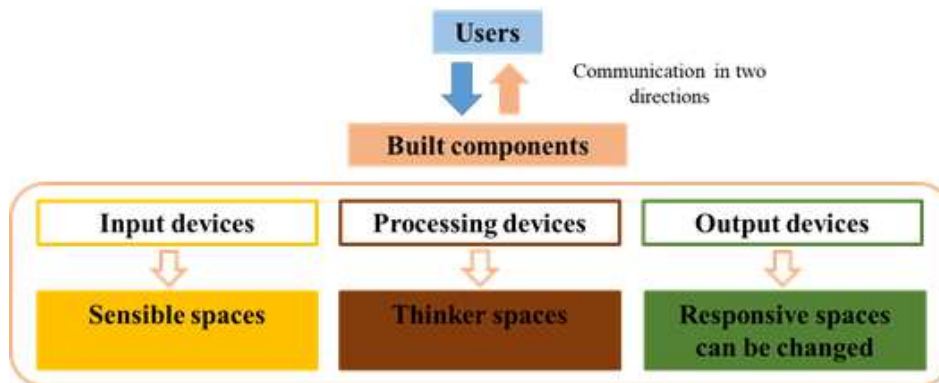 Users
Communication in two
directions
Built components
Input devices
Processing devices
Output devices
Sensible spaces
Thinker spaces
Responsive spaces
can be changed